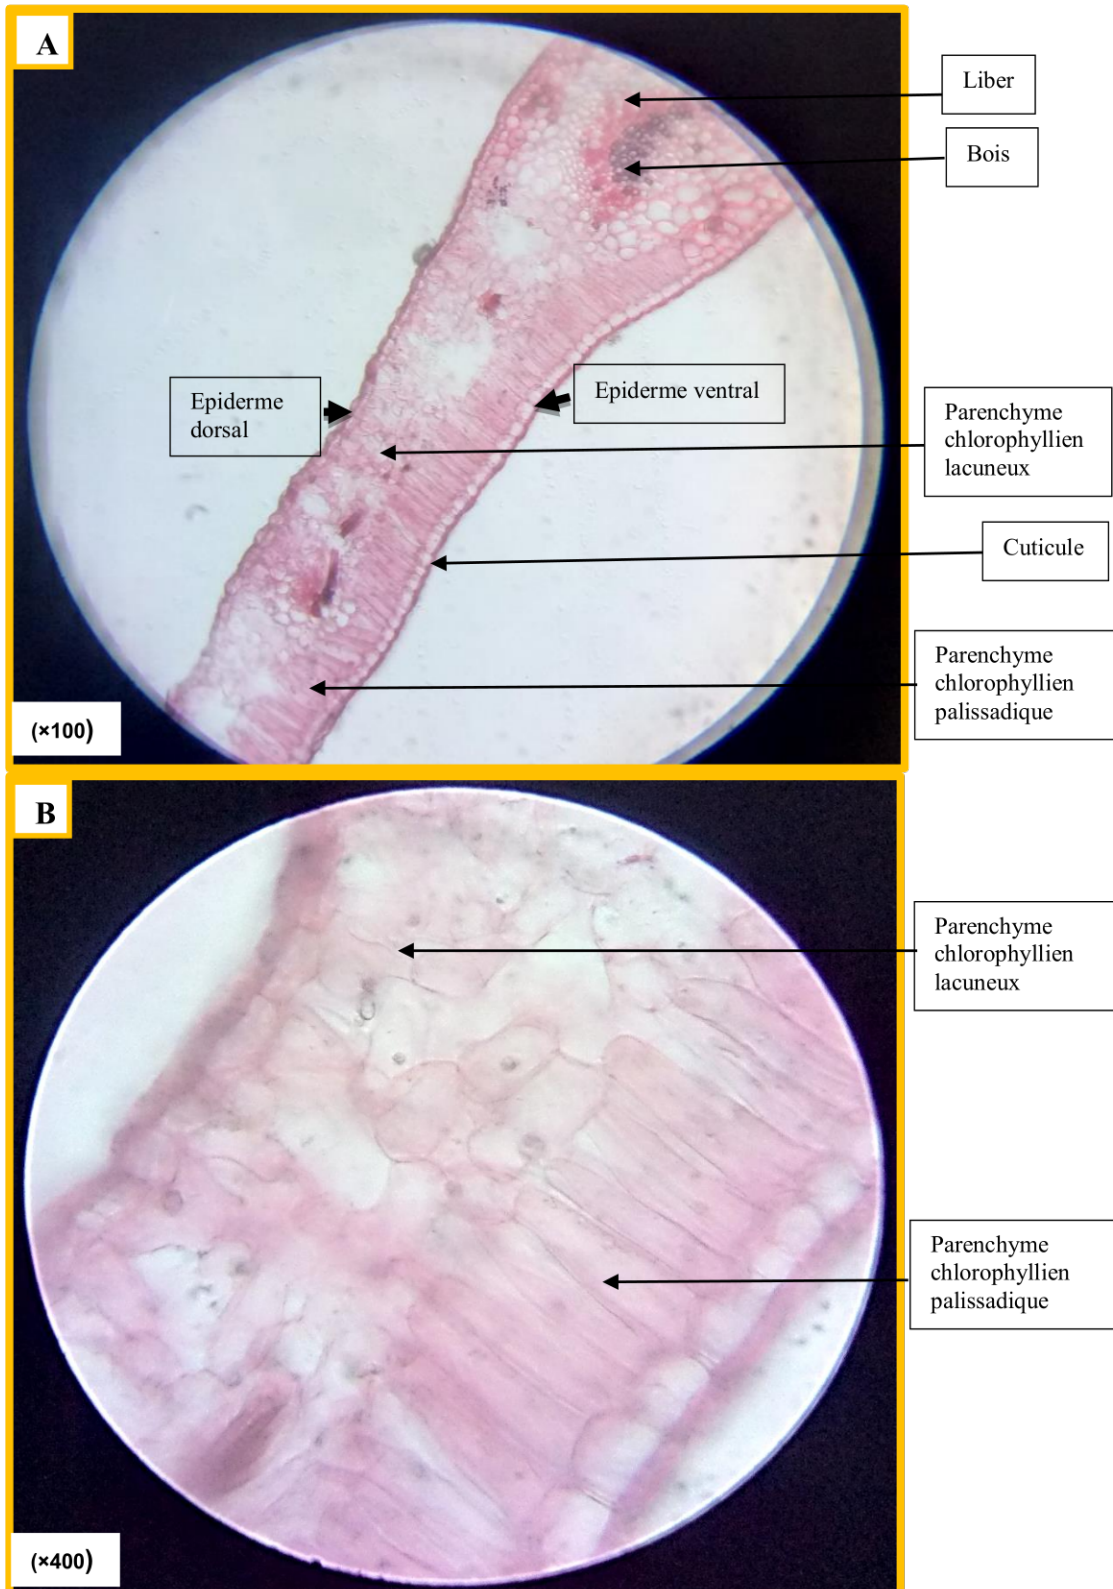 A
Liber
Bois
Epiderme
dorsal
Epiderme ventral
Parenchyme
chlorophyllien
lacuneux
Cuticule
Parenchyme
chlorophyllien
palissadique
(×100)
B
Parenchyme
chlorophyllien
lacuneux
Parenchyme
chlorophyllien
palissadique
(×400)